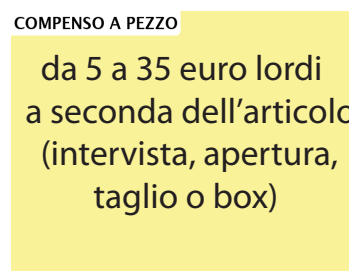 COMPENSO A PEZZO
da 5 a 35 euro lordi
a seconda dell'articolo
(intervista, apertura,
taglio o box)